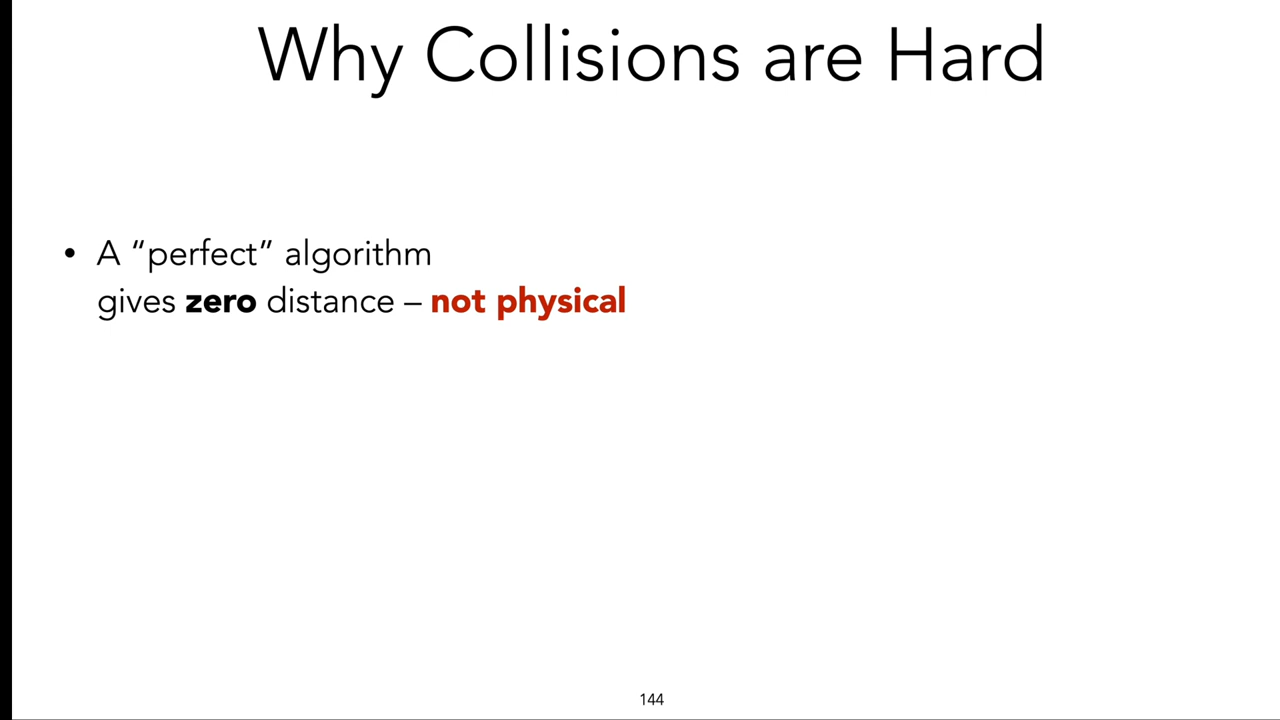 Why Collisions are Hard
• A “perfect” algorithm
gives zero distance – not physical
144